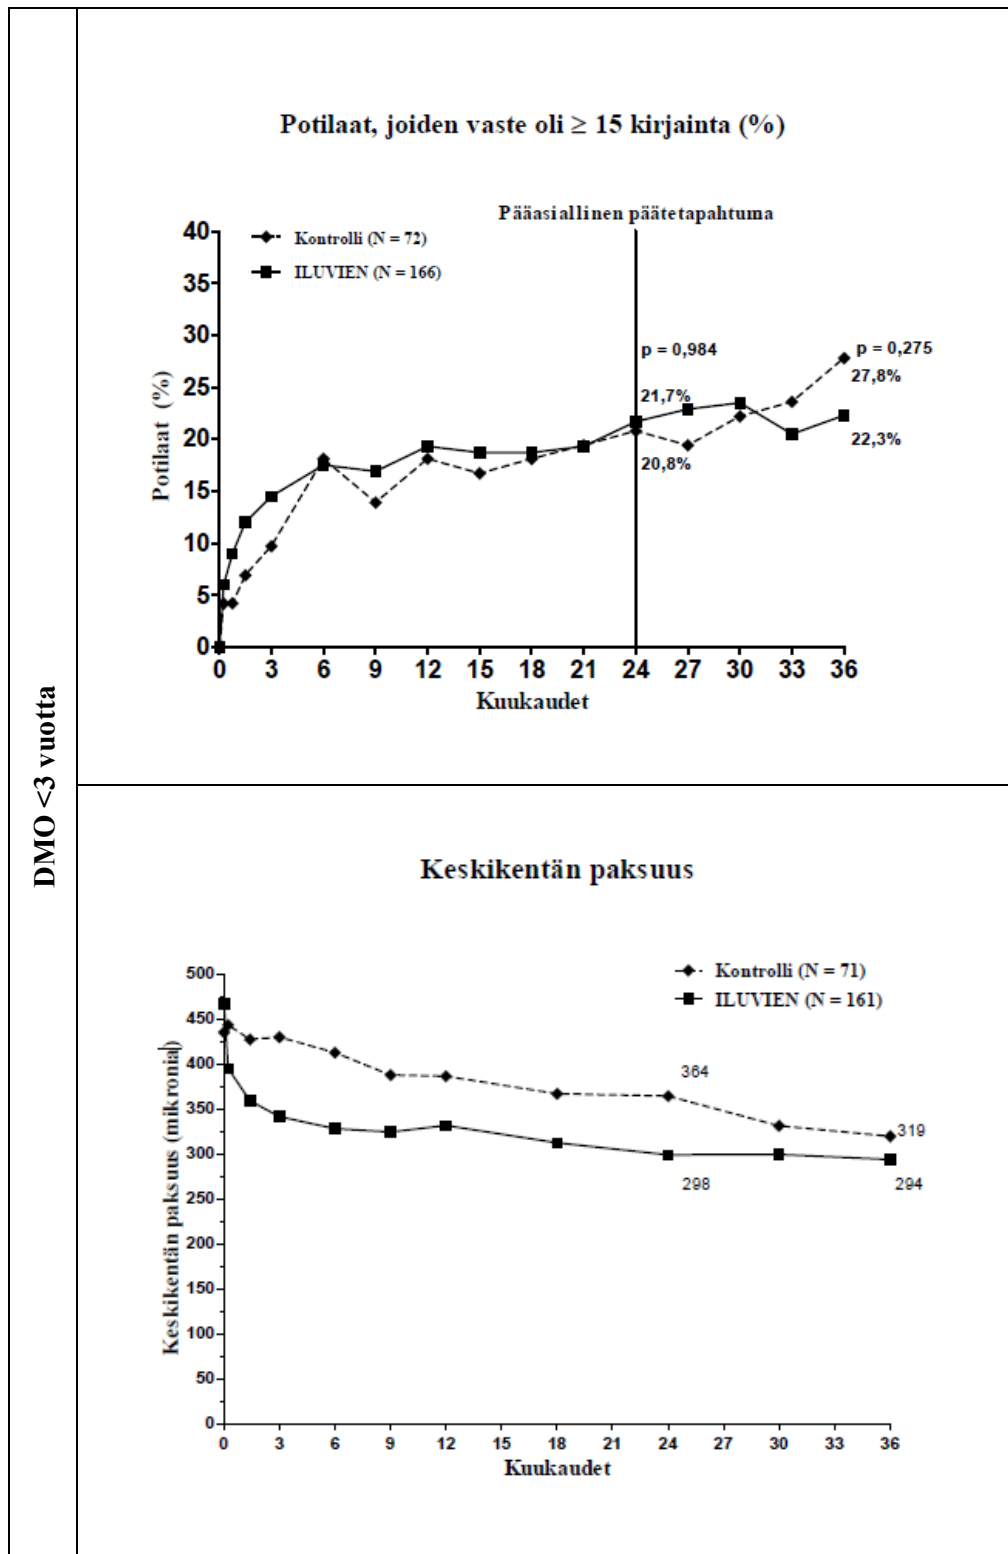 DMO <3 vuotta
Potilaat, joiden vaste oli ≥ 15 kirjainta (%)
Pääasiallinen päätetapahtuma
Kontrolli (N = 72)
ILUVIEN (N = 166)
Potilaat (%)
40
35
30
25
20
15
10
5
0
p = 0,984
21,7%
20,8%
p = 0,275
27,8%
22,3%
0 3 6 9 12 15 18 21 24 27 30 33 36
Kuukaudet
Keskikentän paksuus
Kontrolli (N = 71)
ILUVIEN (N = 161)
Keskikentän paksuus (mikronia)
500
450
400
350
300
250
200
150
100
50
0
364
298
319
294
0 3 6 9 12 15 18 21 24 27 30 33 36
Kuukaudet